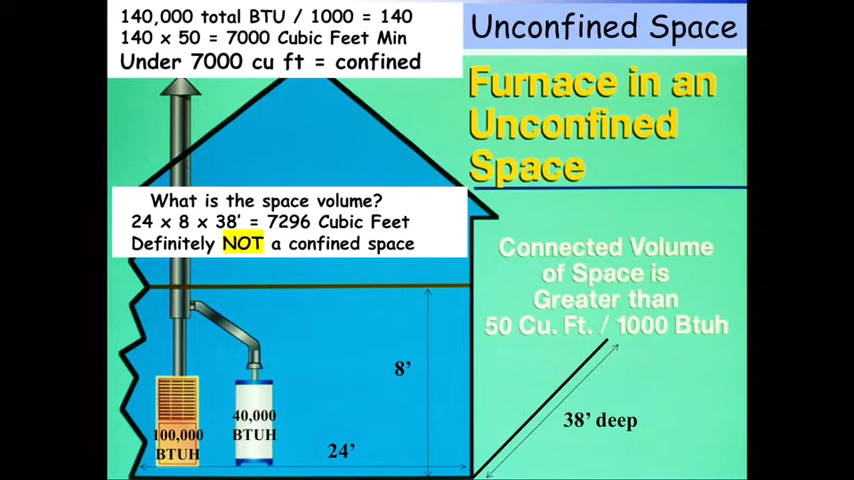 140,000 total BTU / 1000 = 140
140 x 50 = 7000 Cubic Feet Min
Under 7000 cu ft = confined
Unconfined Space
Furnace in an
Unconfined
Space
What is the space volume?
24 x 8 x 38’ = 7296 Cubic Feet
Definitely NOT a confined space
Connected Volume
of Space is
Greater than
50 Cu. Ft. / 1000 Btuh
8’
38’ deep
40,000
BTUH
100,000
BTUH
24’